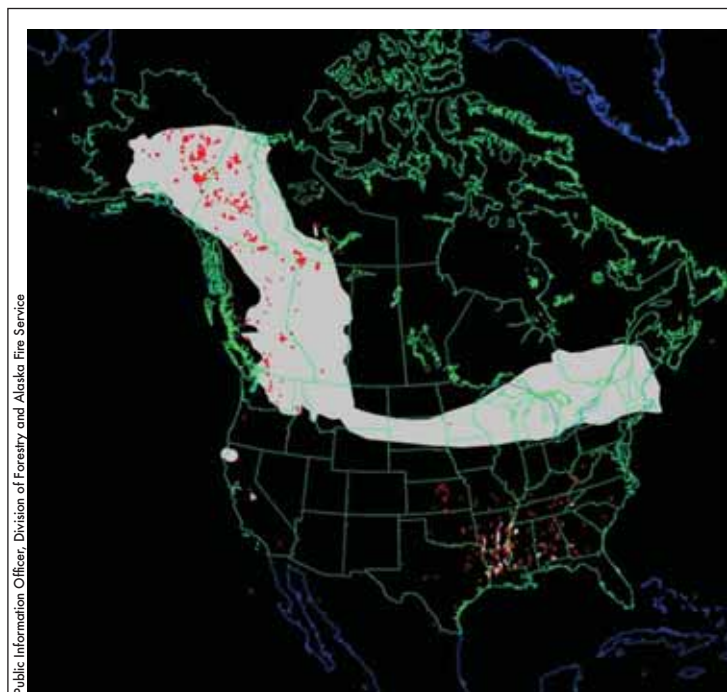 Public Information Officer, Division of Forestry and Alaska Fire Service